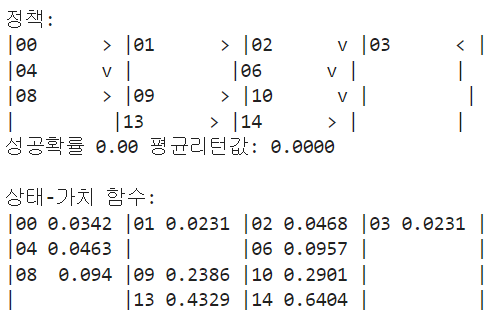 정책:
|00 > |01 > |02 v |03 < |
|04 v | |06 v | |
|08 > |09 > |10 v | |
| |13 > |14 > | |
성공확률 0.00 평균리턴값: 0.0000
상태-가치 함수:
|00 0.0342 |01 0.0231 |02 0.0468 |03 0.0231 |
|04 0.0463 | |06 0.0957 | |
|08 0.094 |09 0.2386 |10 0.2901 | |
| |13 0.4329 |14 0.6404 | |